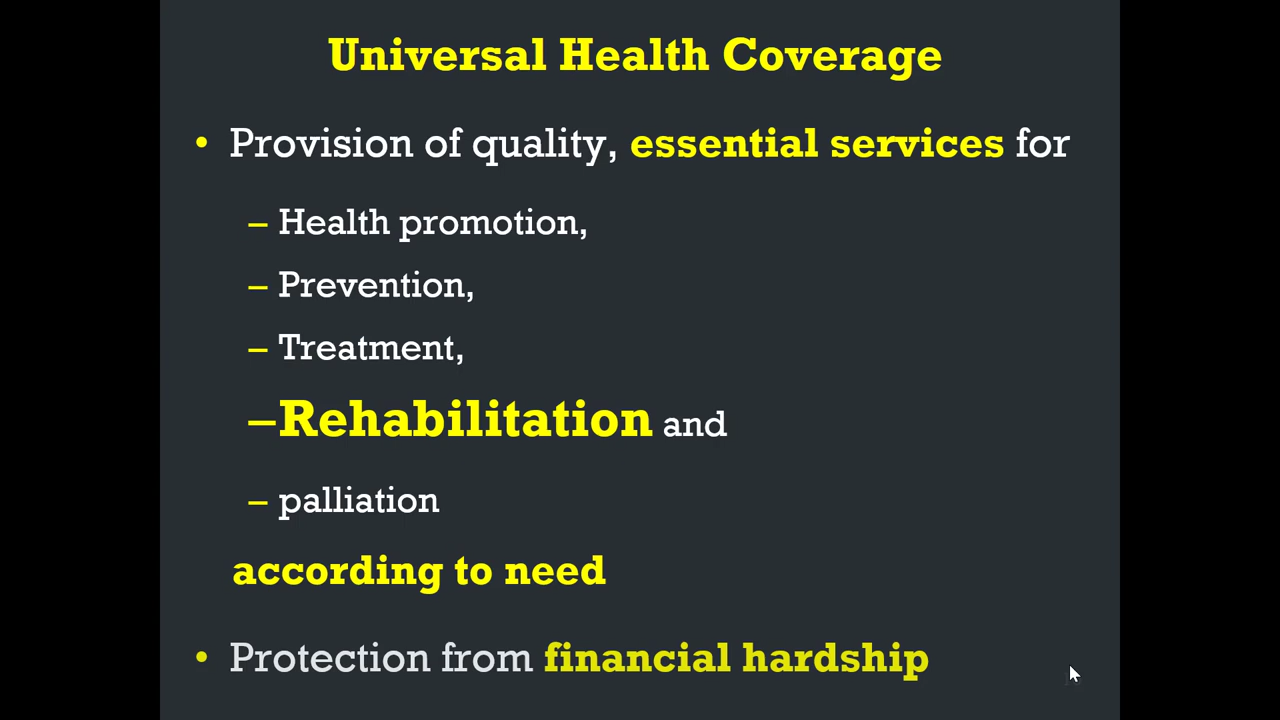 Universal Health Coverage
• Provision of quality, essential services for
– Health promotion,
– Prevention,
– Treatment,
–Rehabilitation and
– palliation
according to need
• Protection from financial hardship